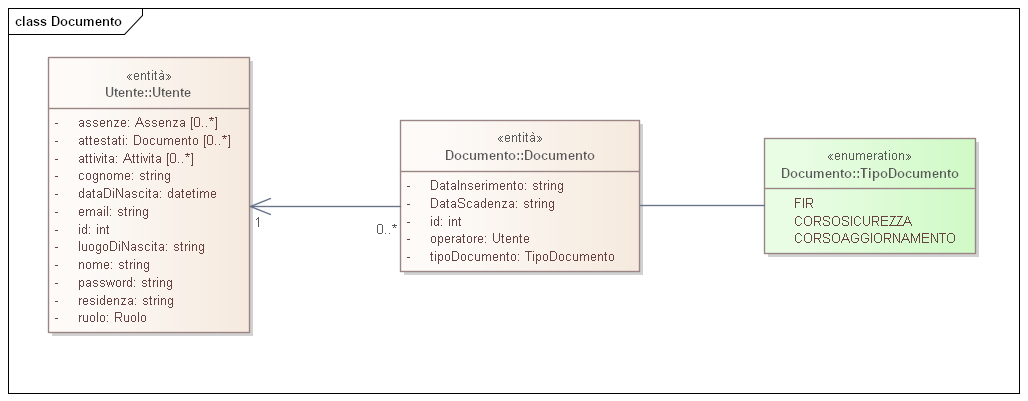 class Documento
«entità»
Utente::Utente
- assenze: Assenza [0..*]
- attestati: Documento [0..*]
- attivita: Attivita [0..*]
- cognome: string
- dataDiNascita: datetime
- email: string
- id: int
- luogoDiNascita: string
- nome: string
- password: string
- residenza: string
- ruolo: Ruolo
1
0..*
«entità»
Documento::Documento
- DataInserimento: string
- DataScadenza: string
- id: int
- operatore: Utente
- tipoDocumento: TipoDocumento
«enumeration»
Documento::TipoDocumento
FIR
CORSOSICUREZZA
CORSOAGGIORNAMENTO